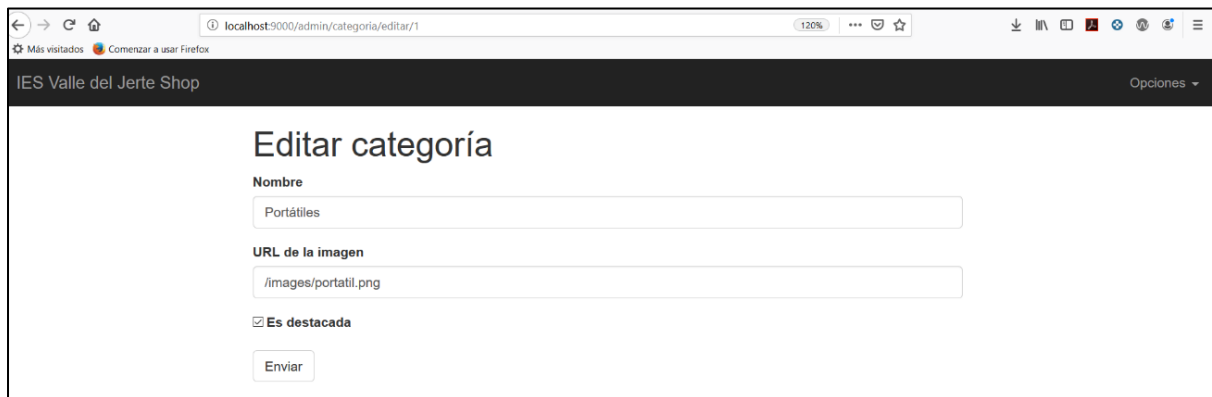 localhost:9000/admin/categoria/editar/1
120%
Más visitados Comenzar a usar Firefox
IES Valle del Jerte Shop
Opciones
Editar categoría
Nombre
Portátiles
URL de la imagen
/images/portatil.png
Es destacada
Enviar